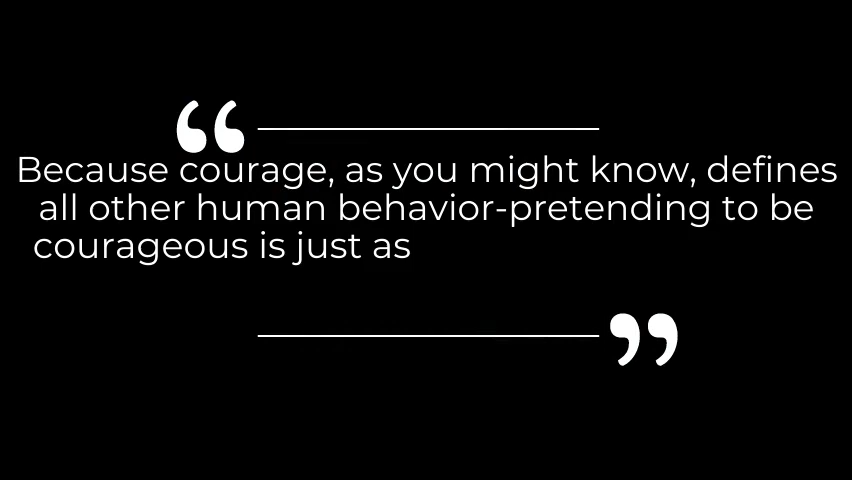 “
Because courage, as you might know, defines
all other human behavior-pretending to be
courageous is just as
”